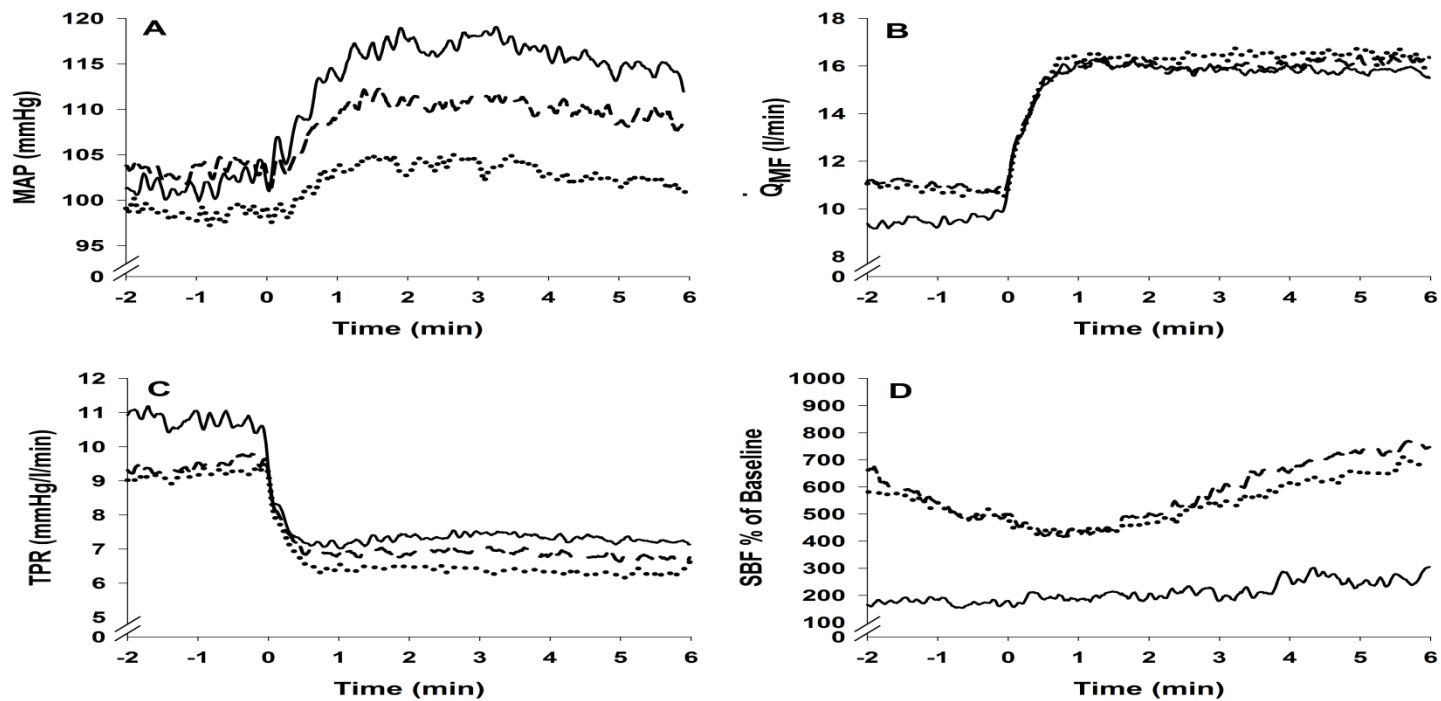 A
MAP (mmHg)
120
115
110
105
100
95
0
-2 -1 0 1 2 3 4 5 6
Time (min)
B
Q̇MF (l/min)
18
16
14
12
10
8
0
-2 -1 0 1 2 3 4 5 6
Time (min)
C
TPR (mmHg/l/min)
12
11
10
9
8
7
6
5
0
-2 -1 0 1 2 3 4 5 6
Time (min)
D
SBF % of Baseline
1000
900
800
700
600
500
400
300
200
100
0
-2 -1 0 1 2 3 4 5 6
Time (min)